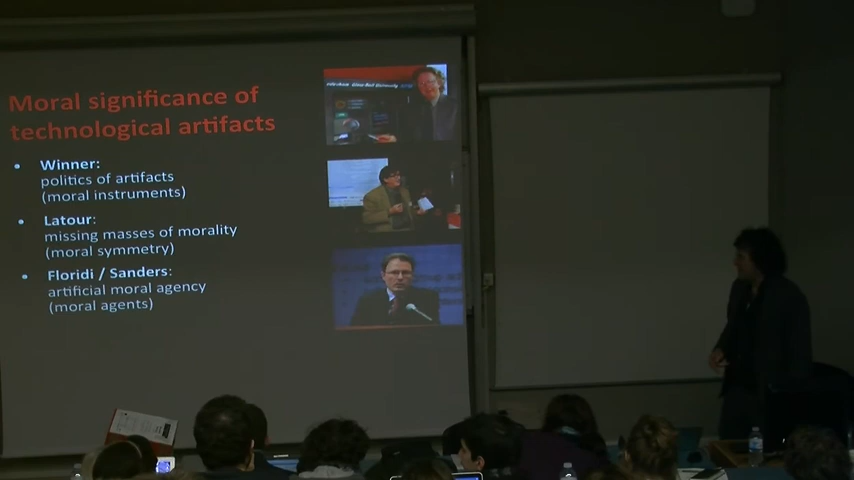 Moral significance of
technological artifacts
• Winner:
politics of artifacts
(moral instruments)
• Latour:
missing masses of morality
(moral symmetry)
• Floridi / Sanders:
artificial moral agency
(moral agents)